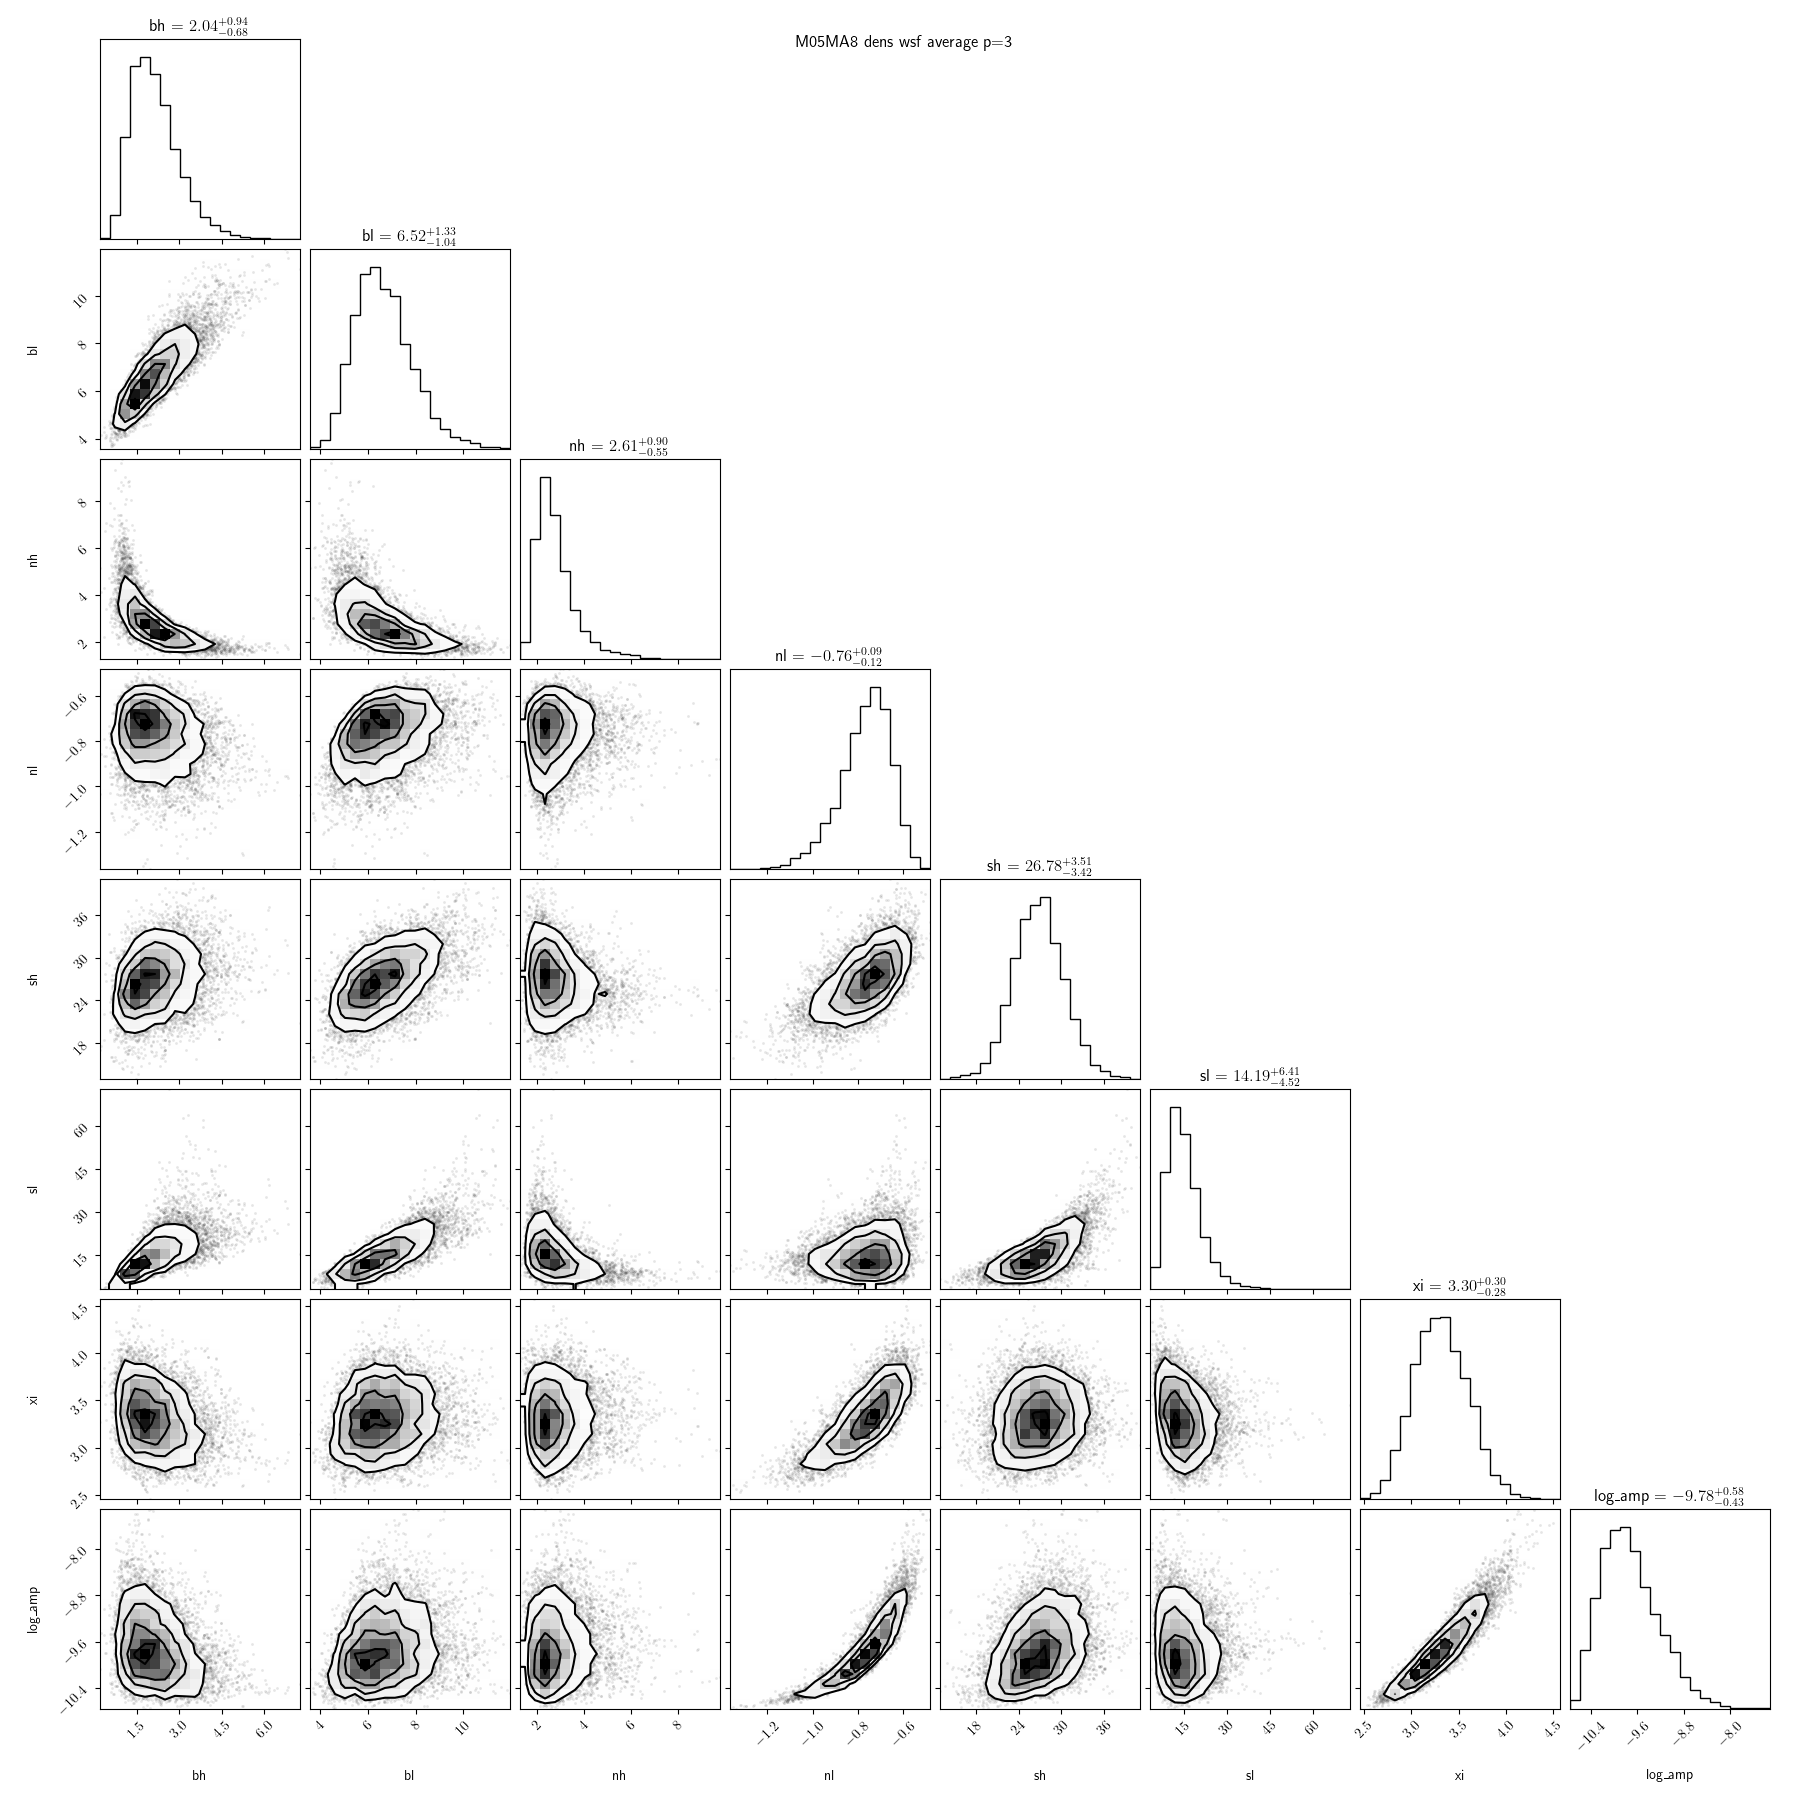 M05MA8 dens wsf average p=3
bh = 2.04+0.94 −0.68
bl = 6.52+1.33 −1.04
bl
10
8
6
4
nh = 2.61+0.90 −0.55
nh
8
6
4
2
nl = −0.76+0.09 −0.12
nl
−0.6
−0.8
−1.0
−1.2
sh = 26.78+3.51 −3.42
sh
36
30
24
18
sl = 14.19+6.41 −4.52
sl
60
45
30
15
xi = 3.30+0.30 −0.28
xi
4.5
4.0
3.5
3.0
2.5
log_amp = −9.78+0.58 −0.43
log_amp
−8.0
−8.8
−9.6
−10.4
1.5 3.0 4.5 6.0 4 6 8 10 2 4 6 8 −1.2 −1.0 −0.8 −0.6 18 24 30 36 15 30 45 60 2.5 3.0 3.5 4.0 4.5 −10.4 −9.6 −8.8 −8.0
bh bl nh nl sh sl xi log_amp